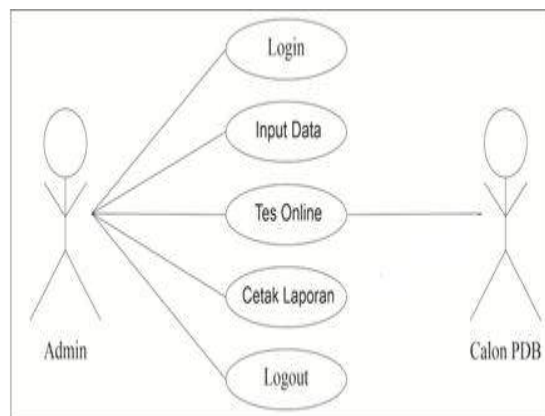 Login
Input Data
Tes Online
Cetak Laporan
Admin
Calon PDB
Logout